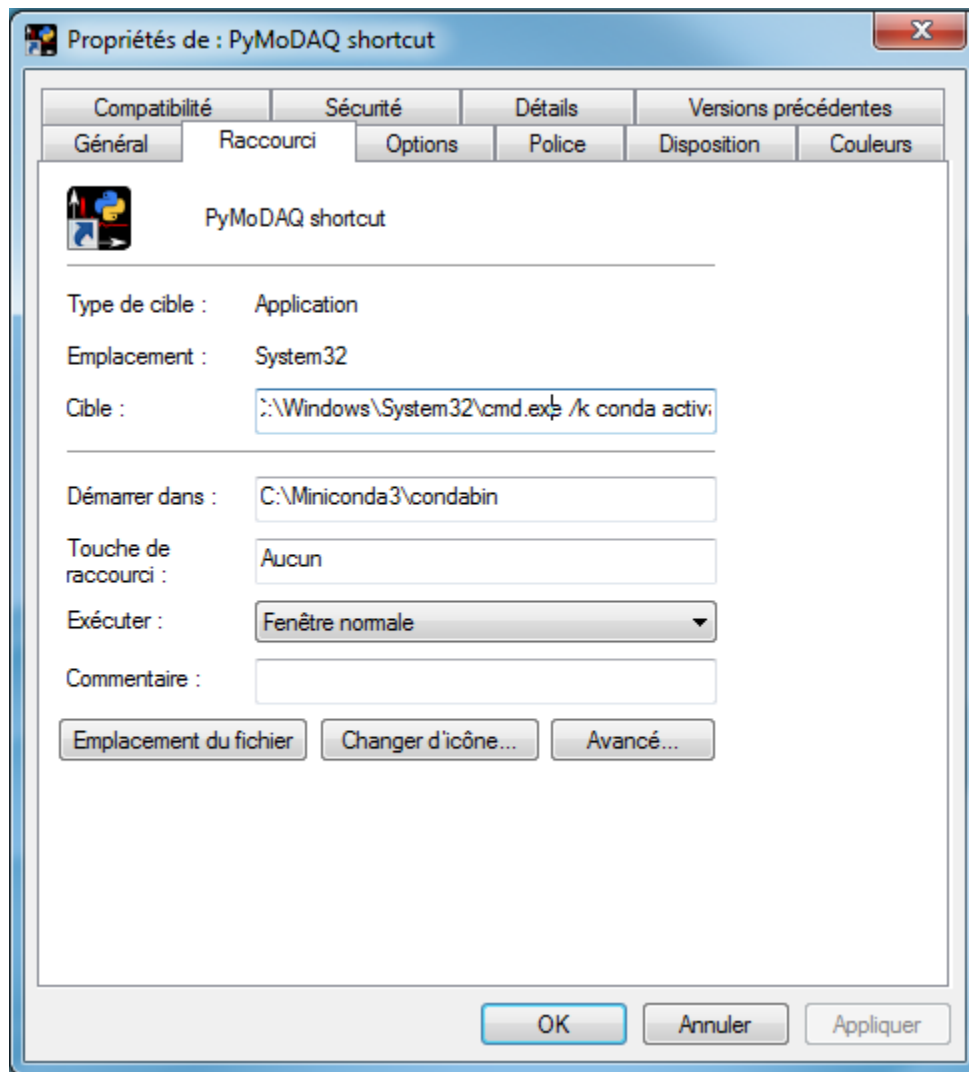 Propriétés de : PyMoDAQ shortcut
Compatibilité Sécurité Détails Versions précédentes
Général Raccourci Options Police Disposition Couleurs
PyMoDAQ shortcut
Type de cible : Application
Emplacement : System32
Cible : C:\Windows\System32\cmd.exe /k conda activa
Démarrer dans : C:\Miniconda3\condabin
Touche de
raccourci : Aucun
Exécuter : Fenêtre normale
Commentaire :
Emplacement du fichier Changer d'icône... Avancé...
OK Annuler Appliquer